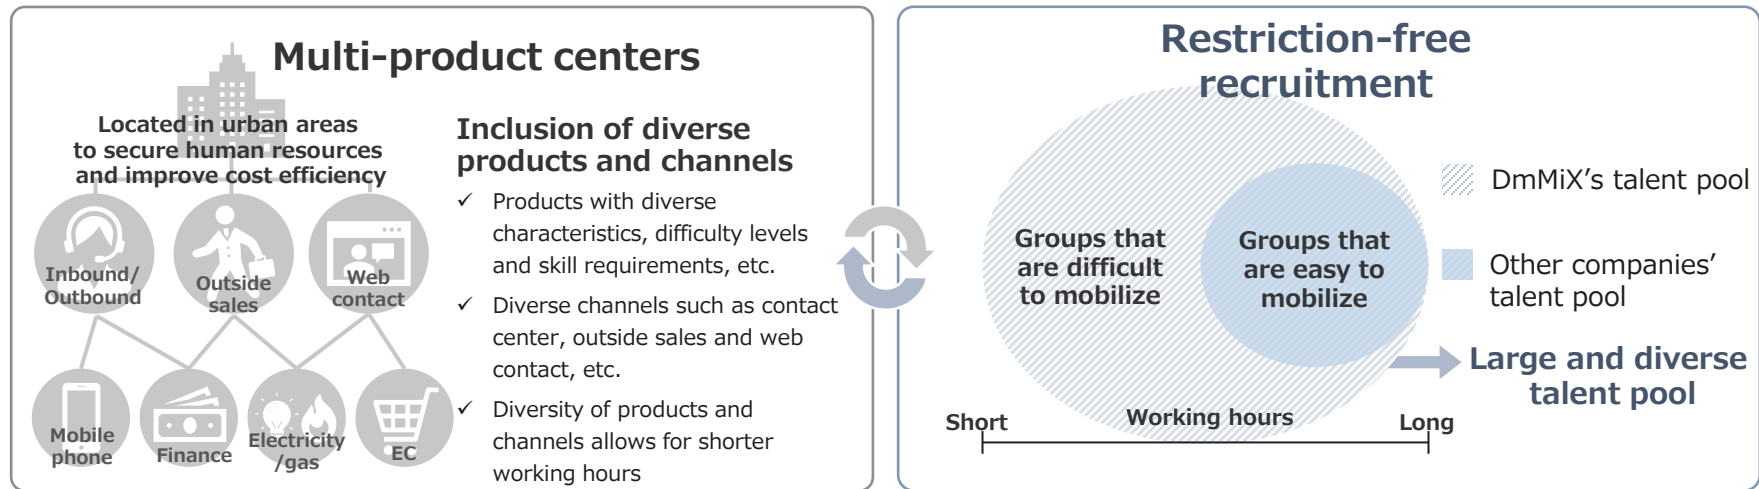 Multi-product centers
Located in urban areas
to secure human resources
and improve cost efficiency
Inbound/
Outbound
Outside
sales
Web
contact
Mobile
phone
Finance
Electricity
/gas
EC
Inclusion of diverse
products and channels
✓ Products with diverse
characteristics, difficulty levels
and skill requirements, etc.
✓ Diverse channels such as contact
center, outside sales and web
contact, etc.
✓ Diversity of products and
channels allows for shorter
working hours
Restriction-free
recruitment
Groups that
are difficult
to mobilize
Groups that
are easy to
mobilize
DmMiX’s talent pool
Other companies’
talent pool
Large and diverse
talent pool
Short
Working hours
Long